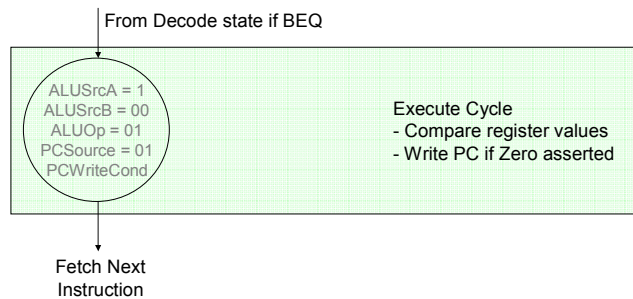 From Decode state if BEQ
ALUSrcA = 1
ALUSrcB = 00
ALUOp = 01
PCSource = 01
PCWriteCond
Execute Cycle
- Compare register values
- Write PC if Zero asserted
Fetch Next
Instruction